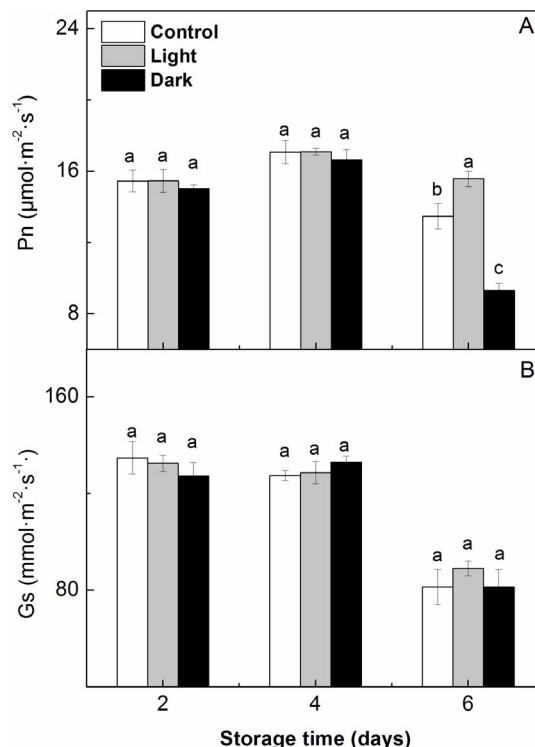 24
A
Control
Light
Dark
a a a
a a a
a
b
c
16
8
Pn (μmol·m-2·s-1)
B
160
a a a
a a a
a a a
80
Gs (mmol·m-2·s-1·)
2 4 6
Storage time (days)